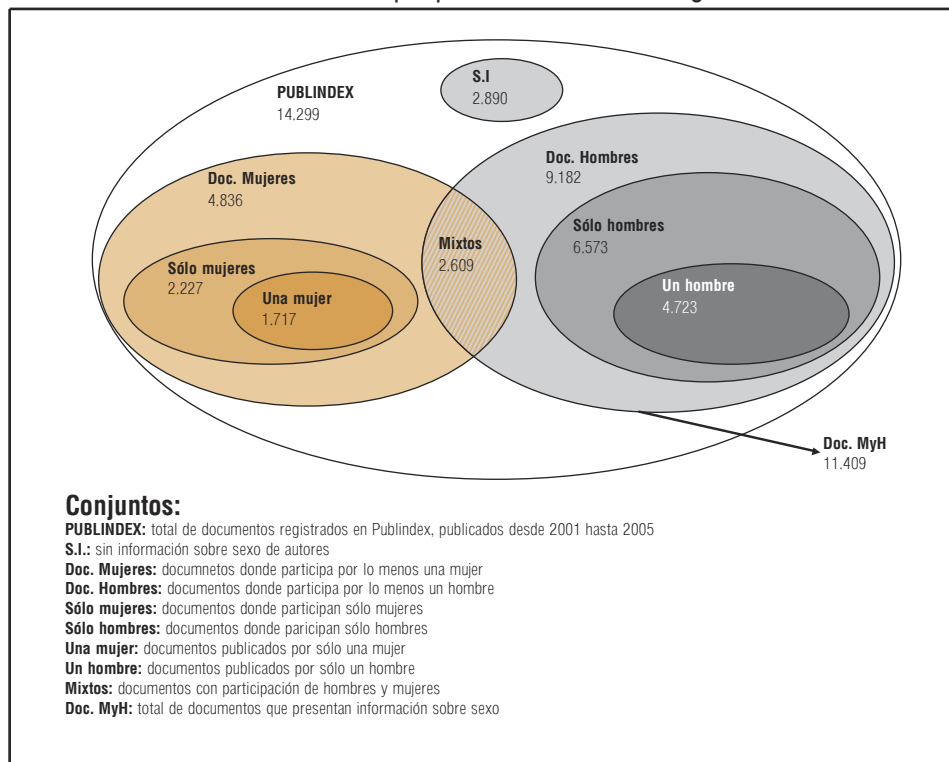 S.I
2.890
PUBLINDEX
14.299
Doc. Hombres
9.182
Doc. Mujeres
4.836
Sólo hombres
6.573
Mixtos
2.609
Sólo mujeres
2.227
Una mujer
1.717
Un hombre
4.723
Doc. MyH
11.409
Conjuntos:
PUBLINDEX: total de documentos registrados en Publindex, publicados desde 2001 hasta 2005
S.I.: sin información sobre sexo de autores
Doc. Mujeres: documnetos donde participa por lo menos una mujer
Doc. Hombres: documentos donde participa por lo menos un hombre
Sólo mujeres: documentos donde participan sólo mujeres
Sólo hombres: documentos donde paricipan sólo hombres
Una mujer: documentos publicados por sólo una mujer
Un hombre: documentos publicados por sólo un hombre
Mixtos: documentos con participación de hombres y mujeres
Doc. MyH: total de documentos que presentan información sobre sexo